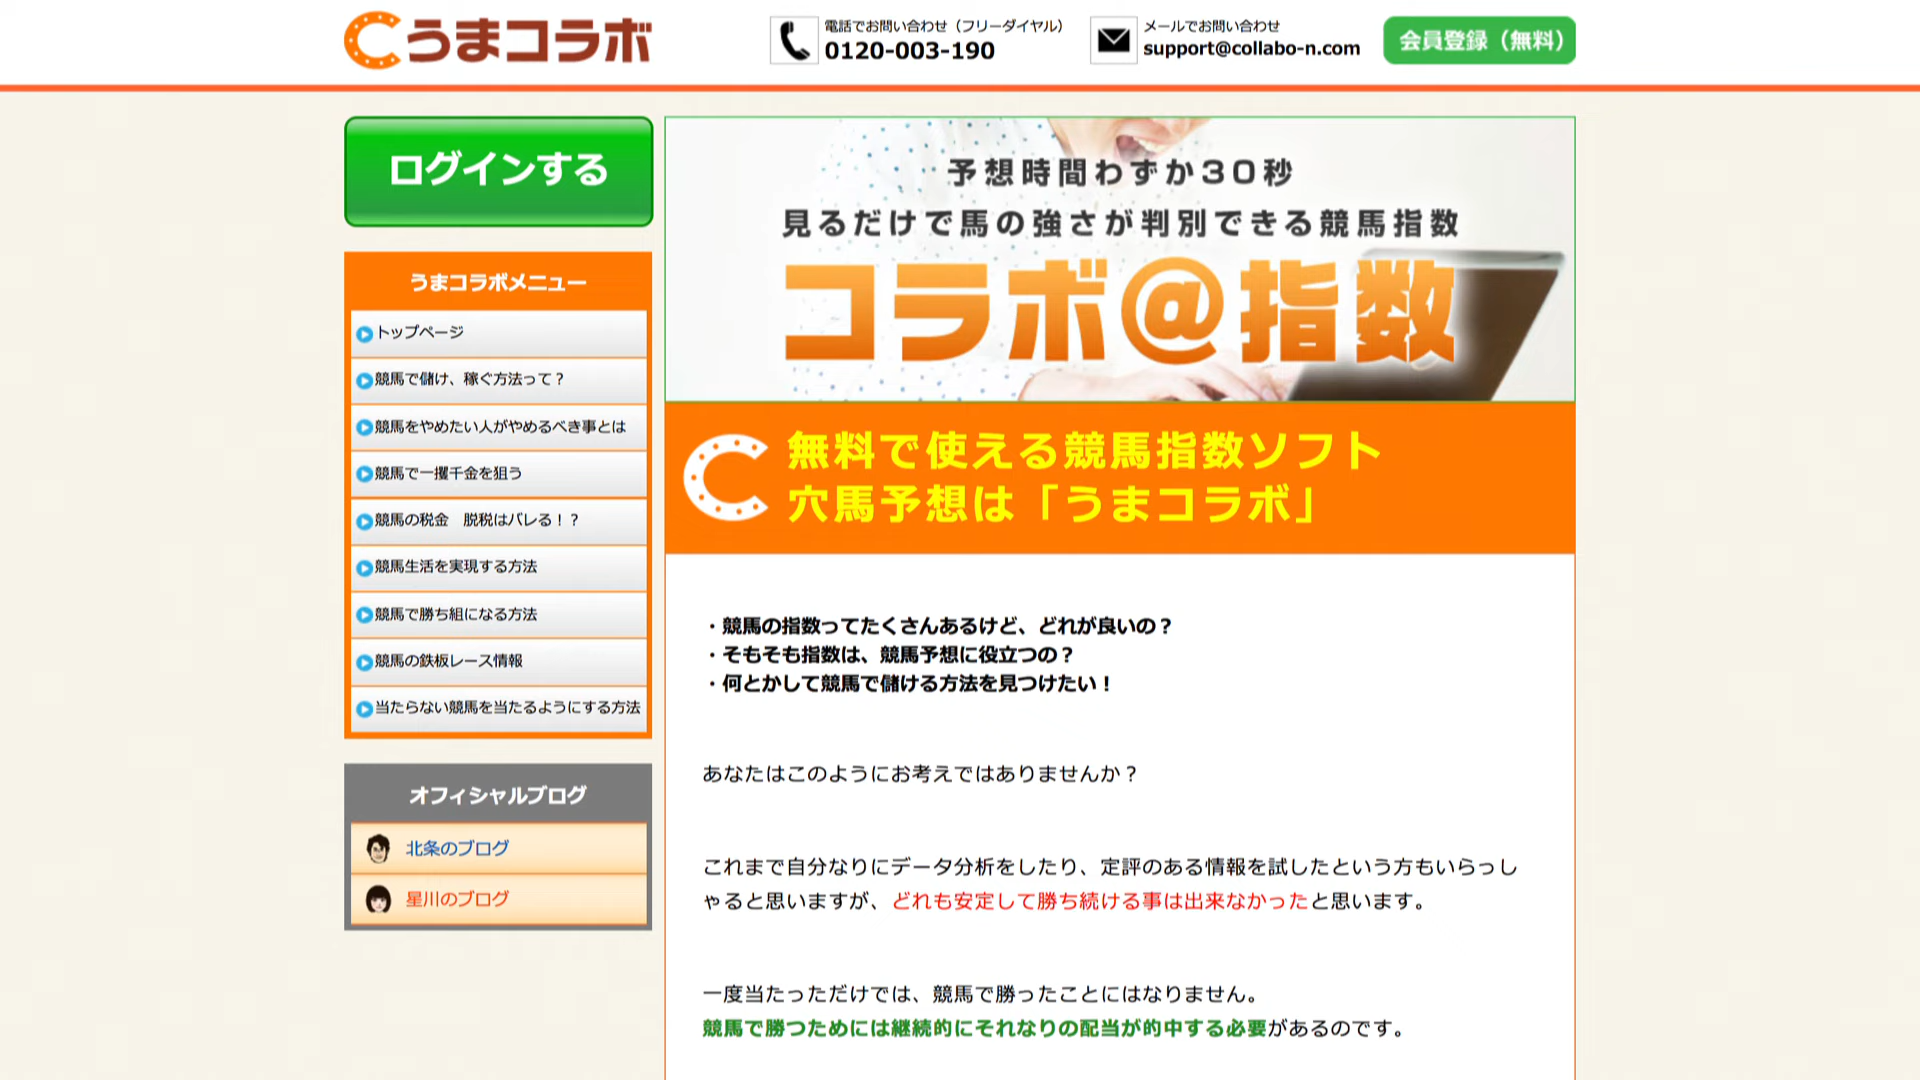 うまコラボ
電話でお問い合わせ（フリーダイヤル）
0120-003-190
メールでお問い合わせ
support@collabo-n.com
会員登録（無料）
ログインする
うまコラボメニュー
トップページ
競馬で儲け、稼ぐ方法って？
競馬をやめたい人がやめるべき事とは
競馬で一攫千金を狙う
競馬の税金　脱税はバレる！？
競馬生活を実現する方法
競馬で勝ち組になる方法
競馬の鉄板レース情報
当たらない競馬を当たるようにする方法
オフィシャルブログ
北条のブログ
星川のブログ
予想時間わずか30秒
見るだけで馬の強さが判別できる競馬指数
コラボ@指数
無料で使える競馬指数ソフト
穴馬予想は「うまコラボ」
・競馬の指数ってたくさんあるけど、どれが良いの？
・そもそも指数は、競馬予想に役立つの？
・何とかして競馬で儲ける方法を見つけたい！
あなたはこのようにお考えではありませんか？
これまで自分なりにデータ分析をしたり、定評のある情報を試したという方もいらっし
ゃると思いますが、どれも安定して勝ち続ける事は出来なかったと思います。
一度当たっただけでは、競馬で勝ったことにはなりません。
競馬で勝つためには継続的にそれなりの配当が的中する必要があるのです。